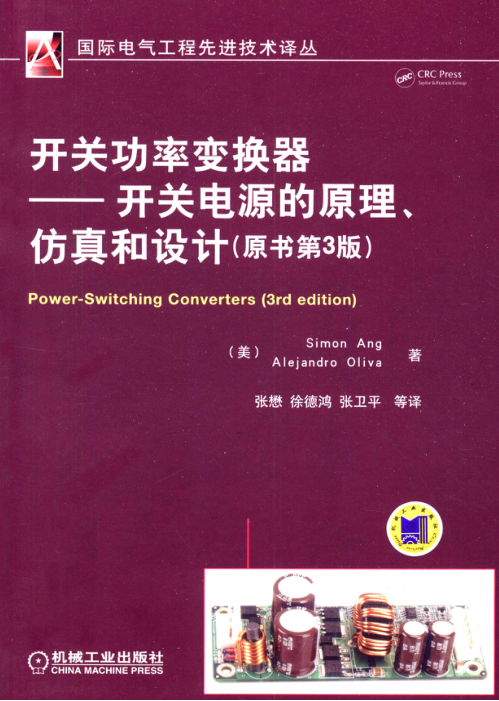 国际电气工程先进技术译丛
CRC
CRC Press
Taylor & Francis Group
开关功率变换器
——开关电源的原理、
仿真和设计(原书第3版)
Power-Switching Converters (3rd edition)
(美)
Simon Ang
Alejandro Oliva
著
张懋 徐德鸿 张卫平 等译
机械工业出版社
CHINA MACHINE PRESS